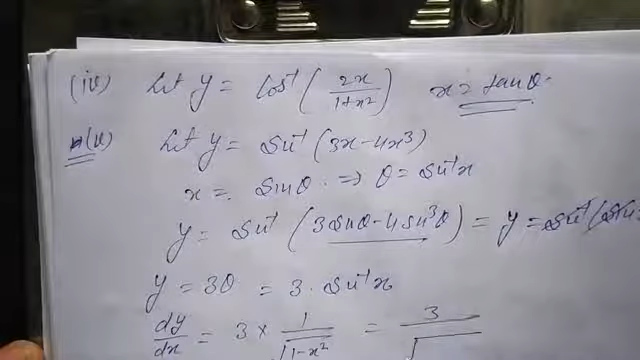 (iv) Let y = Cos⁻¹ ( 2x / 1+x² ) x = tanθ.
(v) Let y = Sin⁻¹ (3x-4x³)
x = Sinθ. ⇒ θ = Sin⁻¹x
y = Sin⁻¹ (3Sinθ-4Sin³θ) = y = Sin⁻¹(
y = 3θ = 3. Sin⁻¹x
dy/dx = 3 × 1/√1-x² = 3/√